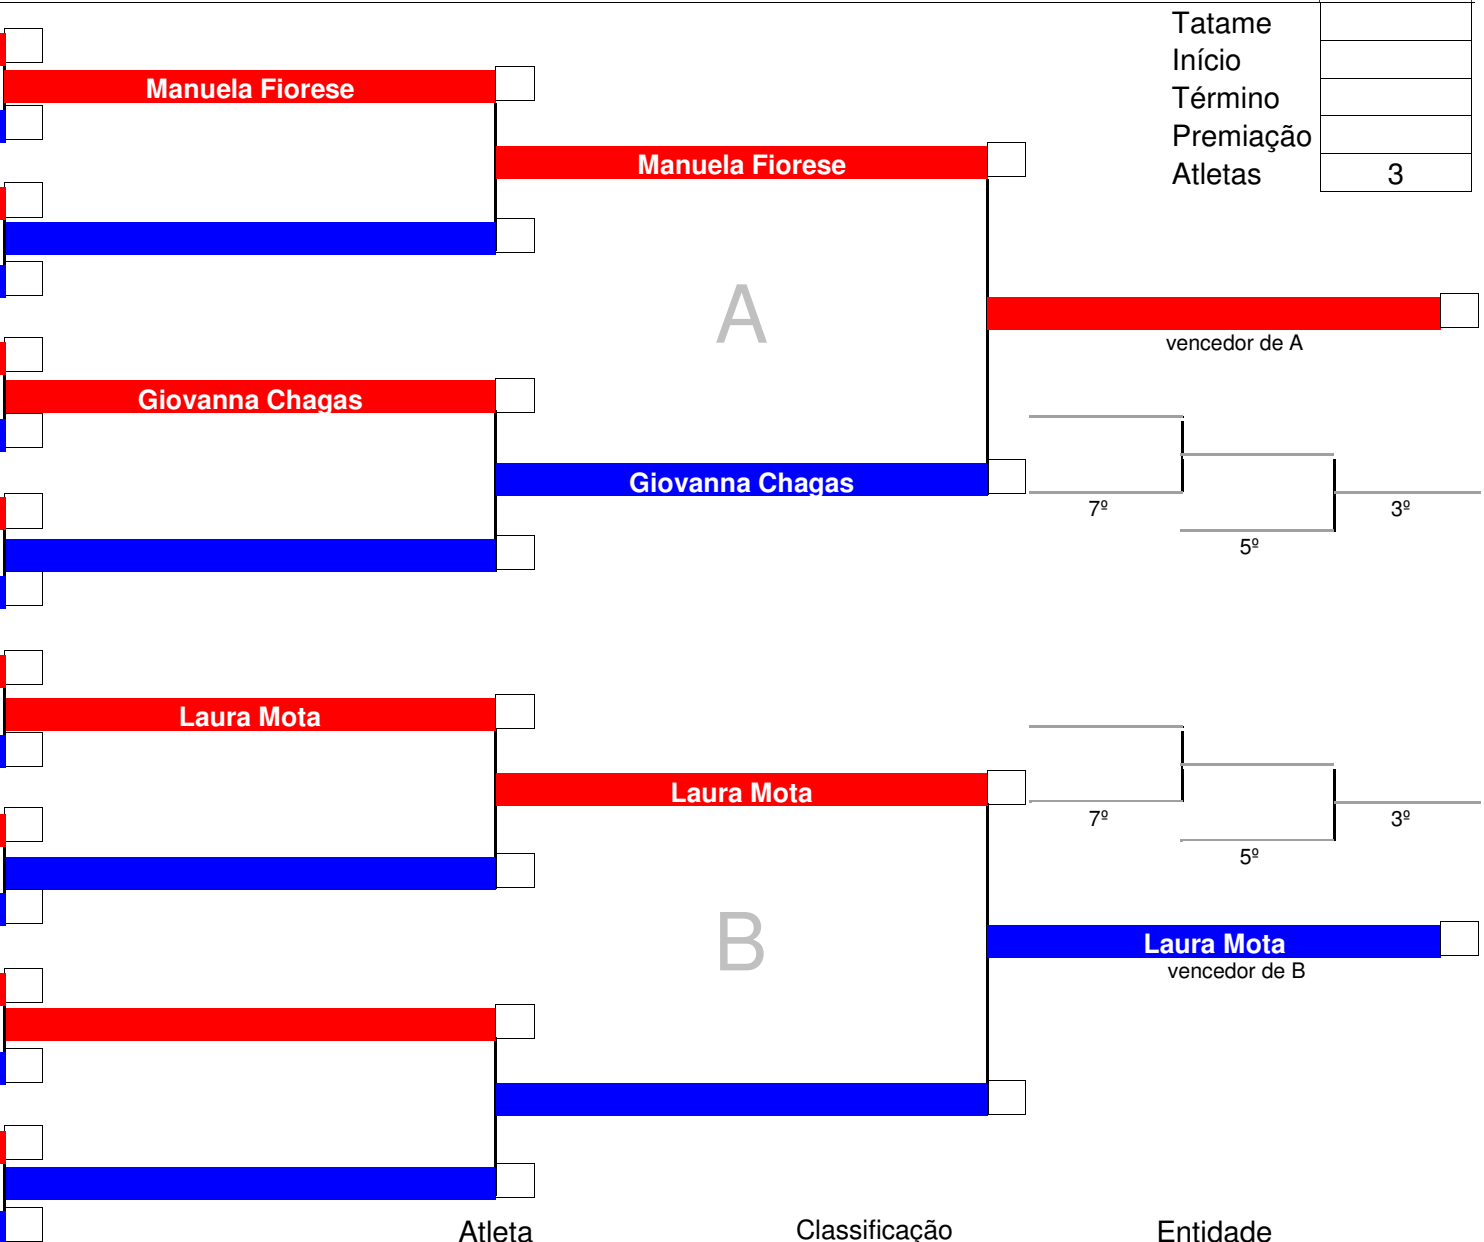 Tatame
Início
Manuela Fiorese
Término
Premiação
Manuela Fiorese
Atletas 3
A
vencedor de A
Giovanna Chagas
Giovanna Chagas
7º 3º
5º
Laura Mota
Laura Mota
7º 3º
5º
B
Laura Mota
vencedor de B
Atleta Classificação Entidade